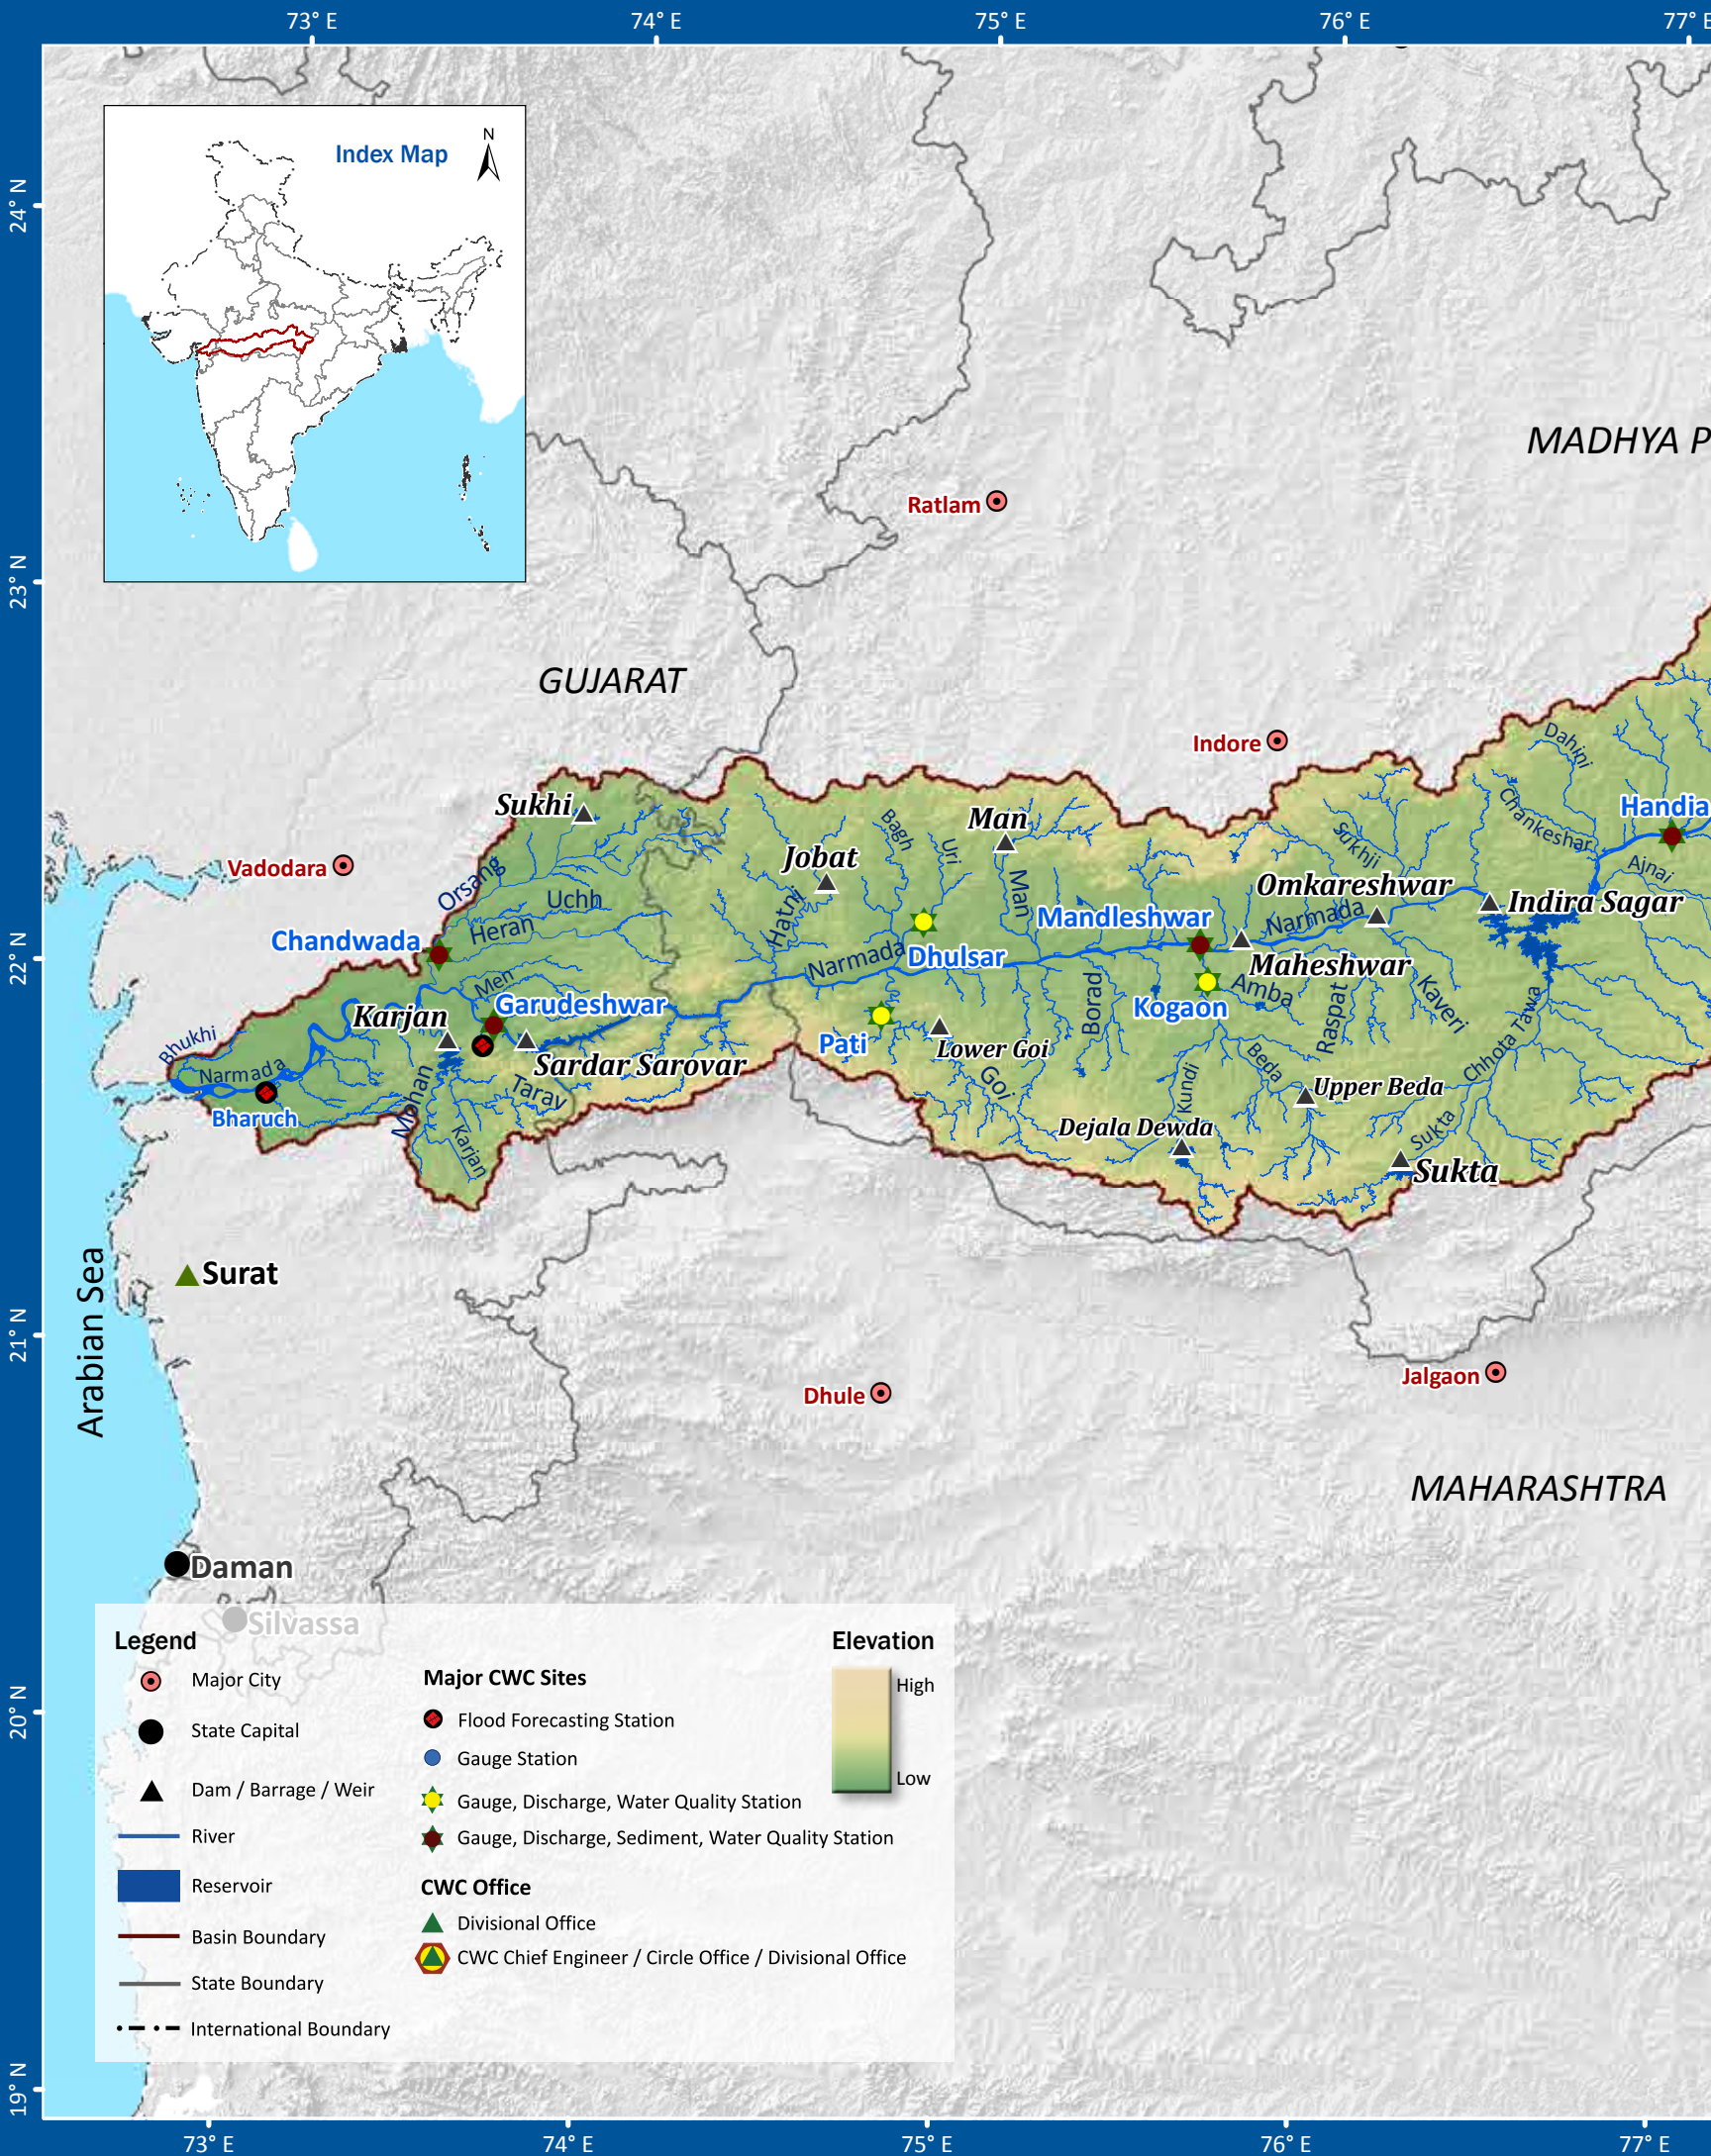 73° E
74° E
75° E
76° E
77° E
24° N
23° N
22° N
21° N
20° N
19° N
Index Map
N
MADHYA P
Ratlam
GUJARAT
Indore
Dahini
Handia
Chankeshar
Ajnai
Sukhi
Man
Bagh
Uri
Sukhji
Vadodara
Jobat
Omkareshwar
Indira Sagar
Orsang
Uchh
Heran
Hatni
Man
Mandleshwar
Narmada
Chandwada
Narmada
Dhulsar
Maheshwar
Men
Garudeshwar
Karjan
Pati
Borad
Kogaon
Amba
Raspat
Kaveri
Chhota Tawa
Bhukhi
Narmada
Sardar Sarovar
Lower Goi
Goi
Beda
Kundi
Upper Beda
Bharuch
Mohan
Tarav
Karjan
Dejala Dewda
Sukta
Sukta
Arabian Sea
Surat
Dhule
Jalgaon
MAHARASHTRA
Daman
Silvassa
Legend
Major City
State Capital
Dam / Barrage / Weir
River
Reservoir
Basin Boundary
State Boundary
International Boundary
Major CWC Sites
Flood Forecasting Station
Gauge Station
Gauge, Discharge, Water Quality Station
Gauge, Discharge, Sediment, Water Quality Station
CWC Office
Divisional Office
CWC Chief Engineer / Circle Office / Divisional Office
Elevation
High
Low
73° E
74° E
75° E
76° E
77° E